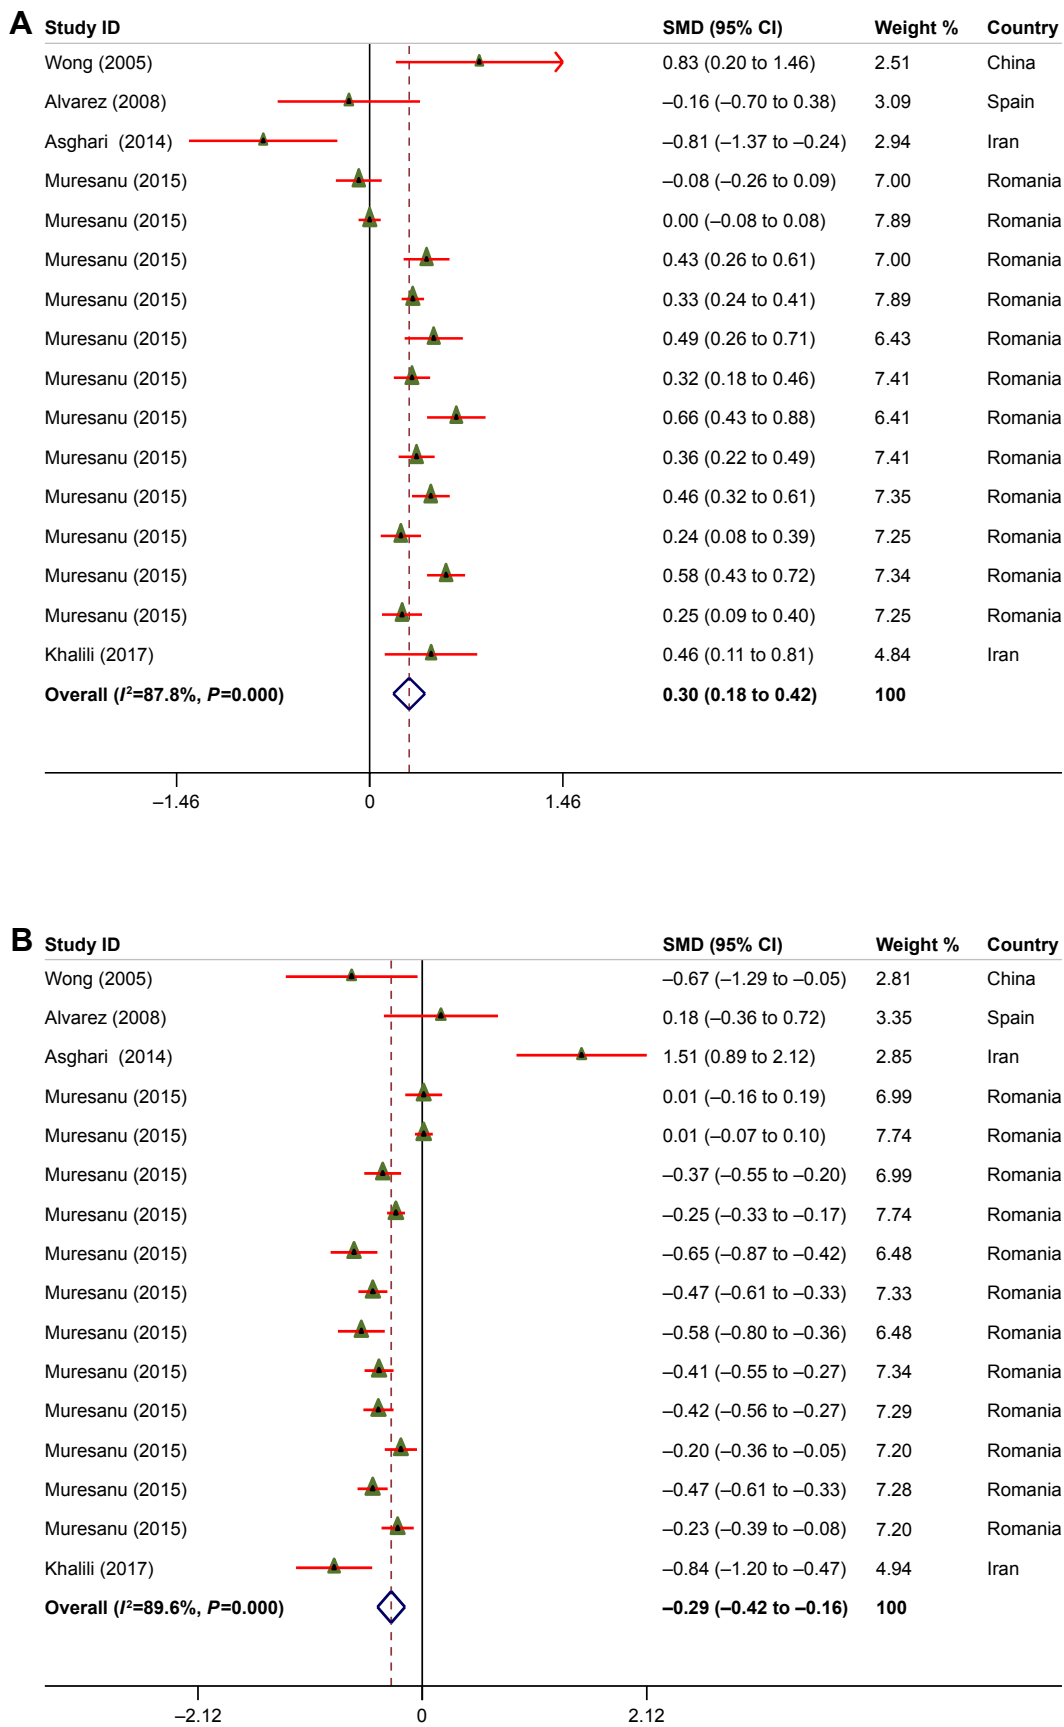 A Study ID SMD (95% CI) Weight % Country
Wong (2005) 0.83 (0.20 to 1.46) 2.51 China
Alvarez (2008) –0.16 (–0.70 to 0.38) 3.09 Spain
Asghari (2014) –0.81 (–1.37 to –0.24) 2.94 Iran
Muresanu (2015) –0.08 (–0.26 to 0.09) 7.00 Romania
Muresanu (2015) 0.00 (–0.08 to 0.08) 7.89 Romania
Muresanu (2015) 0.43 (0.26 to 0.61) 7.00 Romania
Muresanu (2015) 0.33 (0.24 to 0.41) 7.89 Romania
Muresanu (2015) 0.49 (0.26 to 0.71) 6.43 Romania
Muresanu (2015) 0.32 (0.18 to 0.46) 7.41 Romania
Muresanu (2015) 0.66 (0.43 to 0.88) 6.41 Romania
Muresanu (2015) 0.36 (0.22 to 0.49) 7.41 Romania
Muresanu (2015) 0.46 (0.32 to 0.61) 7.35 Romania
Muresanu (2015) 0.24 (0.08 to 0.39) 7.25 Romania
Muresanu (2015) 0.58 (0.43 to 0.72) 7.34 Romania
Muresanu (2015) 0.25 (0.09 to 0.40) 7.25 Romania
Khalili (2017) 0.46 (0.11 to 0.81) 4.84 Iran
Overall (I²=87.8%, P=0.000) 0.30 (0.18 to 0.42) 100
–1.46 0 1.46
B Study ID SMD (95% CI) Weight % Country
Wong (2005) –0.67 (–1.29 to –0.05) 2.81 China
Alvarez (2008) 0.18 (–0.36 to 0.72) 3.35 Spain
Asghari (2014) 1.51 (0.89 to 2.12) 2.85 Iran
Muresanu (2015) 0.01 (–0.16 to 0.19) 6.99 Romania
Muresanu (2015) 0.01 (–0.07 to 0.10) 7.74 Romania
Muresanu (2015) –0.37 (–0.55 to –0.20) 6.99 Romania
Muresanu (2015) –0.25 (–0.33 to –0.17) 7.74 Romania
Muresanu (2015) –0.65 (–0.87 to –0.42) 6.48 Romania
Muresanu (2015) –0.47 (–0.61 to –0.33) 7.33 Romania
Muresanu (2015) –0.58 (–0.80 to –0.36) 6.48 Romania
Muresanu (2015) –0.41 (–0.55 to –0.27) 7.34 Romania
Muresanu (2015) –0.42 (–0.56 to –0.27) 7.29 Romania
Muresanu (2015) –0.20 (–0.36 to –0.05) 7.20 Romania
Muresanu (2015) –0.47 (–0.61 to –0.33) 7.28 Romania
Muresanu (2015) –0.23 (–0.39 to –0.08) 7.20 Romania
Khalili (2017) –0.84 (–1.20 to –0.47) 4.94 Iran
Overall (I²=89.6%, P=0.000) –0.29 (–0.42 to –0.16) 100
–2.12 0 2.12